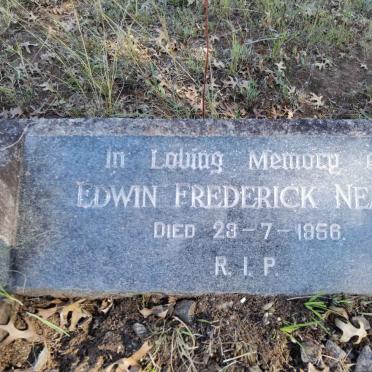 In Loving Memory
EDWIN FREDERICK
DIED 23-7-1956.
R.I.P.